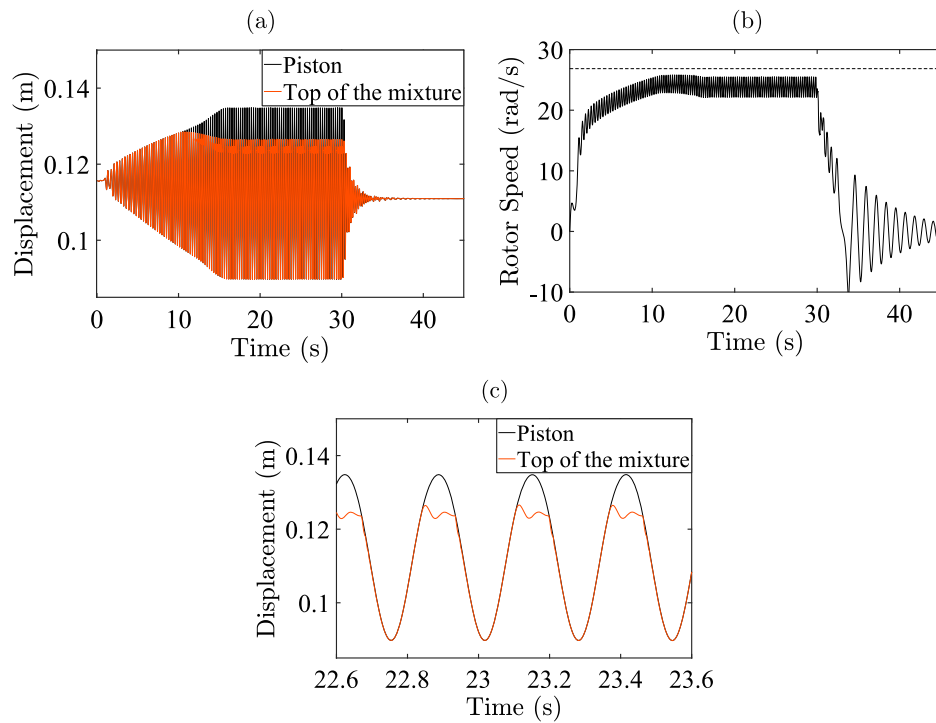 (a)
Displacement (m)
0.14
0.12
0.1
Piston
Top of the mixture
0 10 20 30 40
Time (s)
(b)
Rotor Speed (rad/s)
30
20
10
0
-10
0 10 20 30 40
Time (s)
(c)
Displacement (m)
0.14
0.12
0.1
Piston
Top of the mixture
22.6 22.8 23 23.2 23.4 23.6
Time (s)